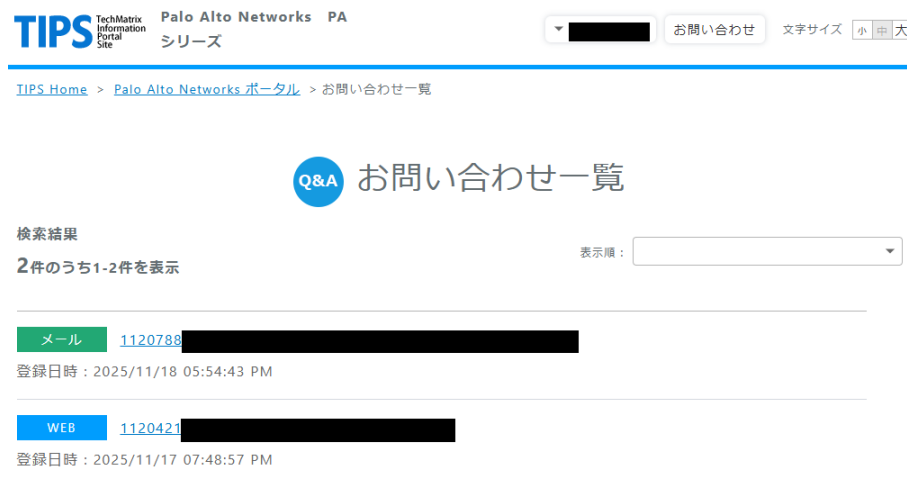 TIPS TechMatrix Information Portal Site
Palo Alto Networks PA
シリーズ
お問い合わせ
文字サイズ 小 中 大
TIPS Home > Palo Alto Networks ポータル > お問い合わせ一覧
Q&A お問い合わせ一覧
検索結果
2件のうち1-2件を表示
表示順：
メール 1120788
登録日時：2025/11/18 05:54:43 PM
WEB 1120421
登録日時：2025/11/17 07:48:57 PM